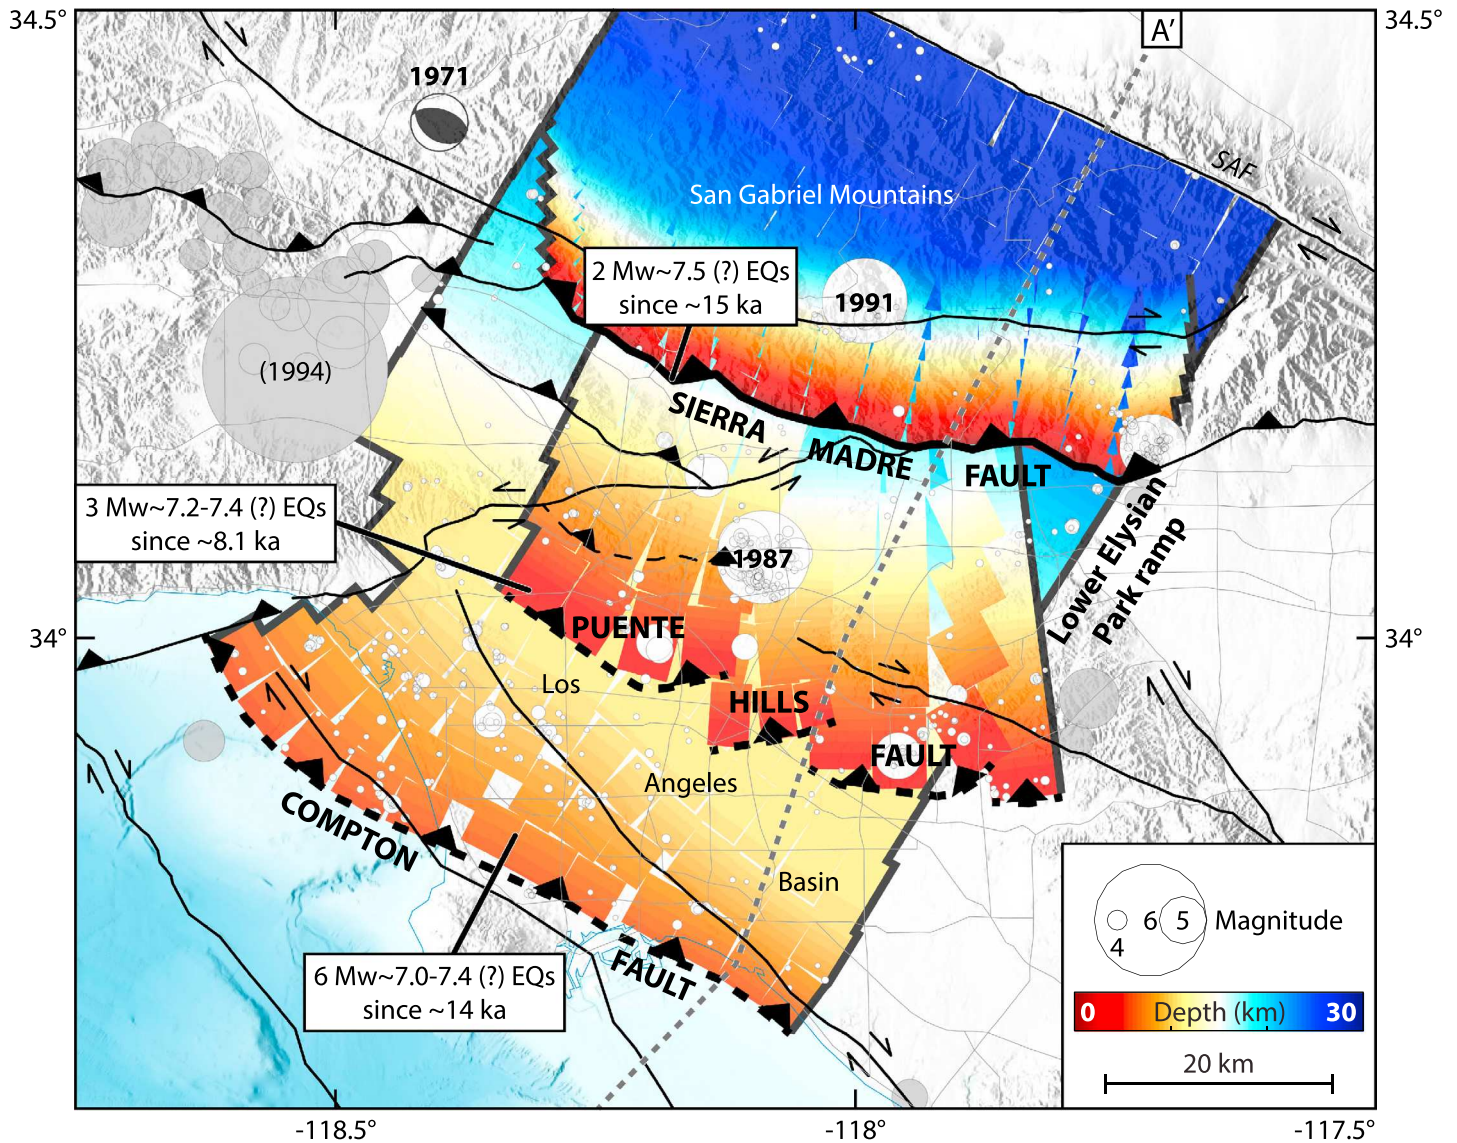 34.5°
34.5°
A'
1971
SAF
San Gabriel Mountains
2 Mw~7.5 (?) EQs
since ~15 ka
1991
(1994)
SIERRA
MADRE
FAULT
3 Mw~7.2-7.4 (?) EQs
since ~8.1 ka
Lower Elysian
Park ramp
1987
34°
34°
PUENTE
HILLS
FAULT
Los
Angeles
Basin
COMPTON
FAULT
6 Mw~7.0-7.4 (?) EQs
since ~14 ka
4
6
5
Magnitude
0
Depth (km)
30
20 km
-118.5°
-118°
-117.5°